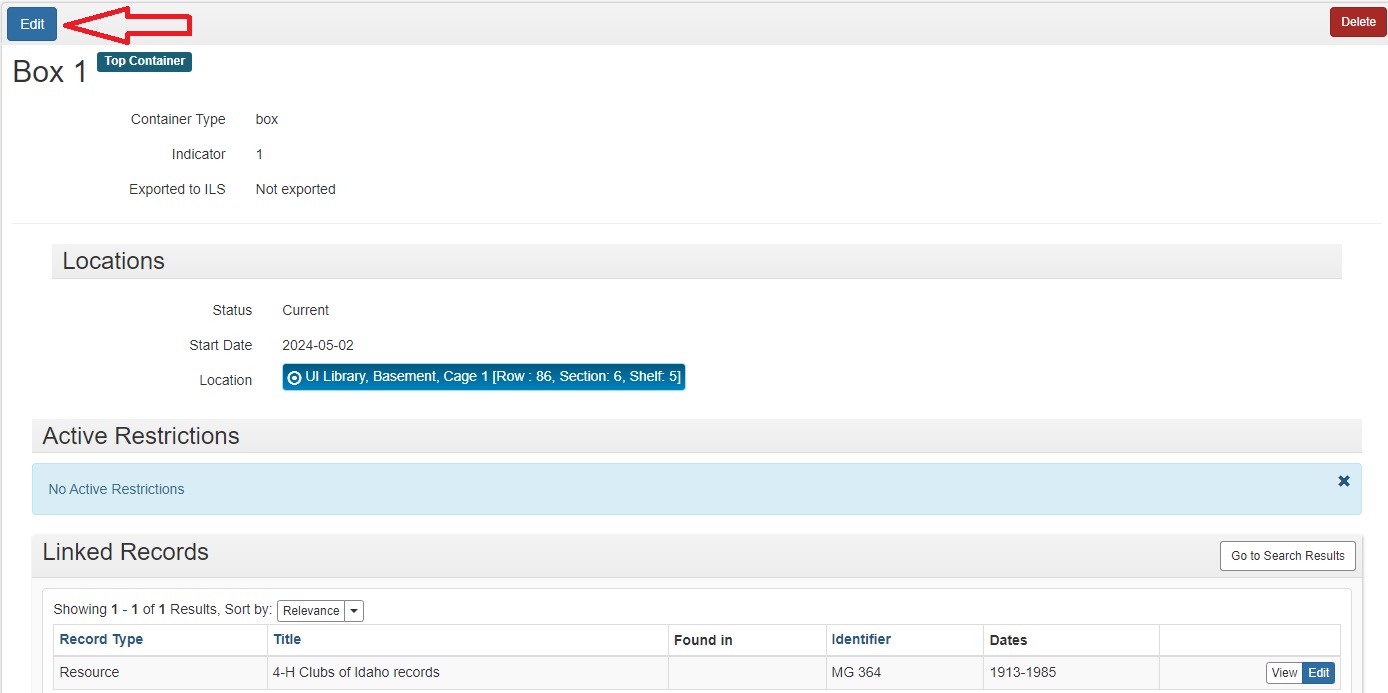 Edit
Delete
Box 1 Top Container
Container Type box
Indicator 1
Exported to ILS Not exported
Locations
Status Current
Start Date 2024-05-02
Location UI Library, Basement, Cage 1 [Row : 86, Section: 6, Shelf: 5]
Active Restrictions
No Active Restrictions
Linked Records
Go to Search Results
Showing 1 - 1 of 1 Results, Sort by: Relevance
Record Type Title Found in Identifier Dates
Resource 4-H Clubs of Idaho records MG 364 1913-1985 View Edit